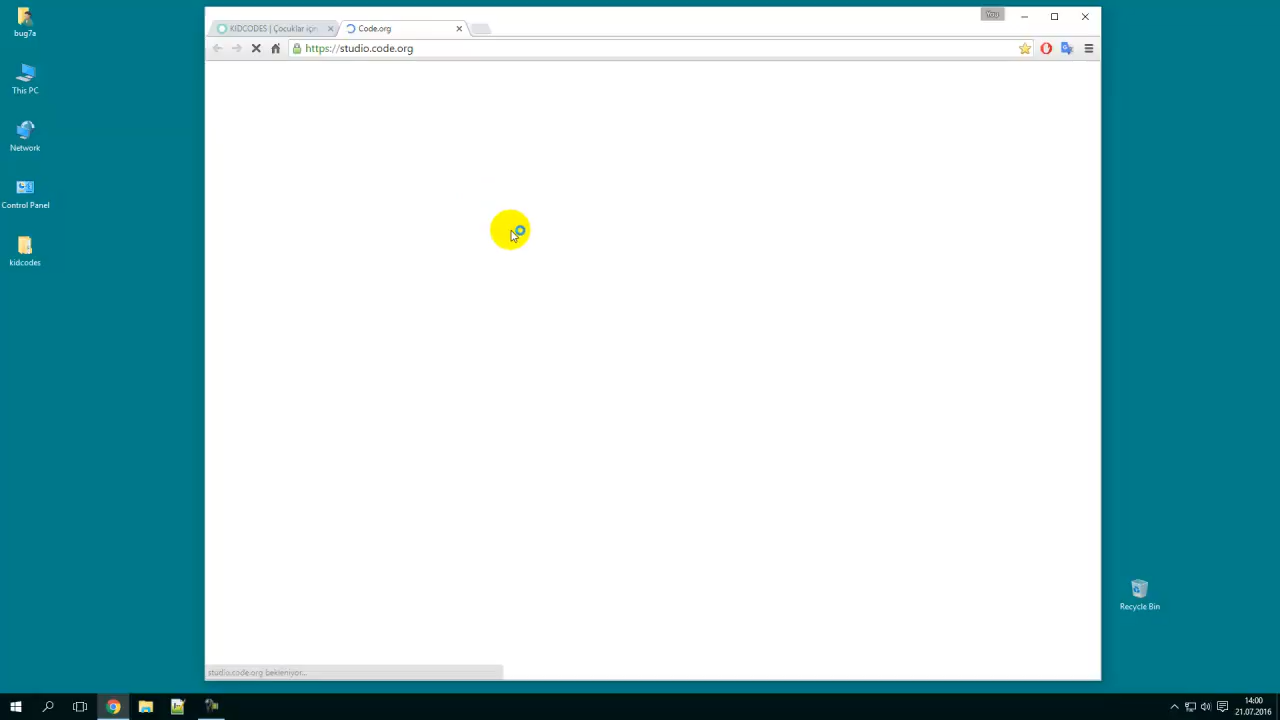 bug7a
This PC
Network
Control Panel
kidcodes
KIDCODES | Çocuklar için
Code.org
https://studio.code.org
studio.code.org bekleniyor...
Recycle Bin
14:00
21.07.2016